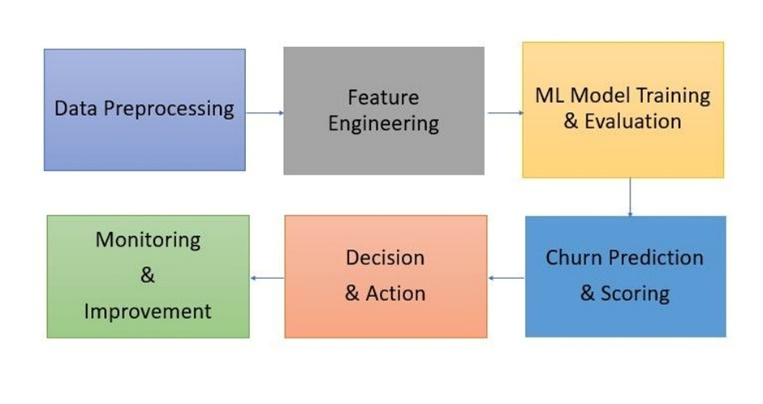 Data Preprocessing
Feature
Engineering
ML Model Training
& Evaluation
Churn Prediction
& Scoring
Decision
& Action
Monitoring
&
Improvement